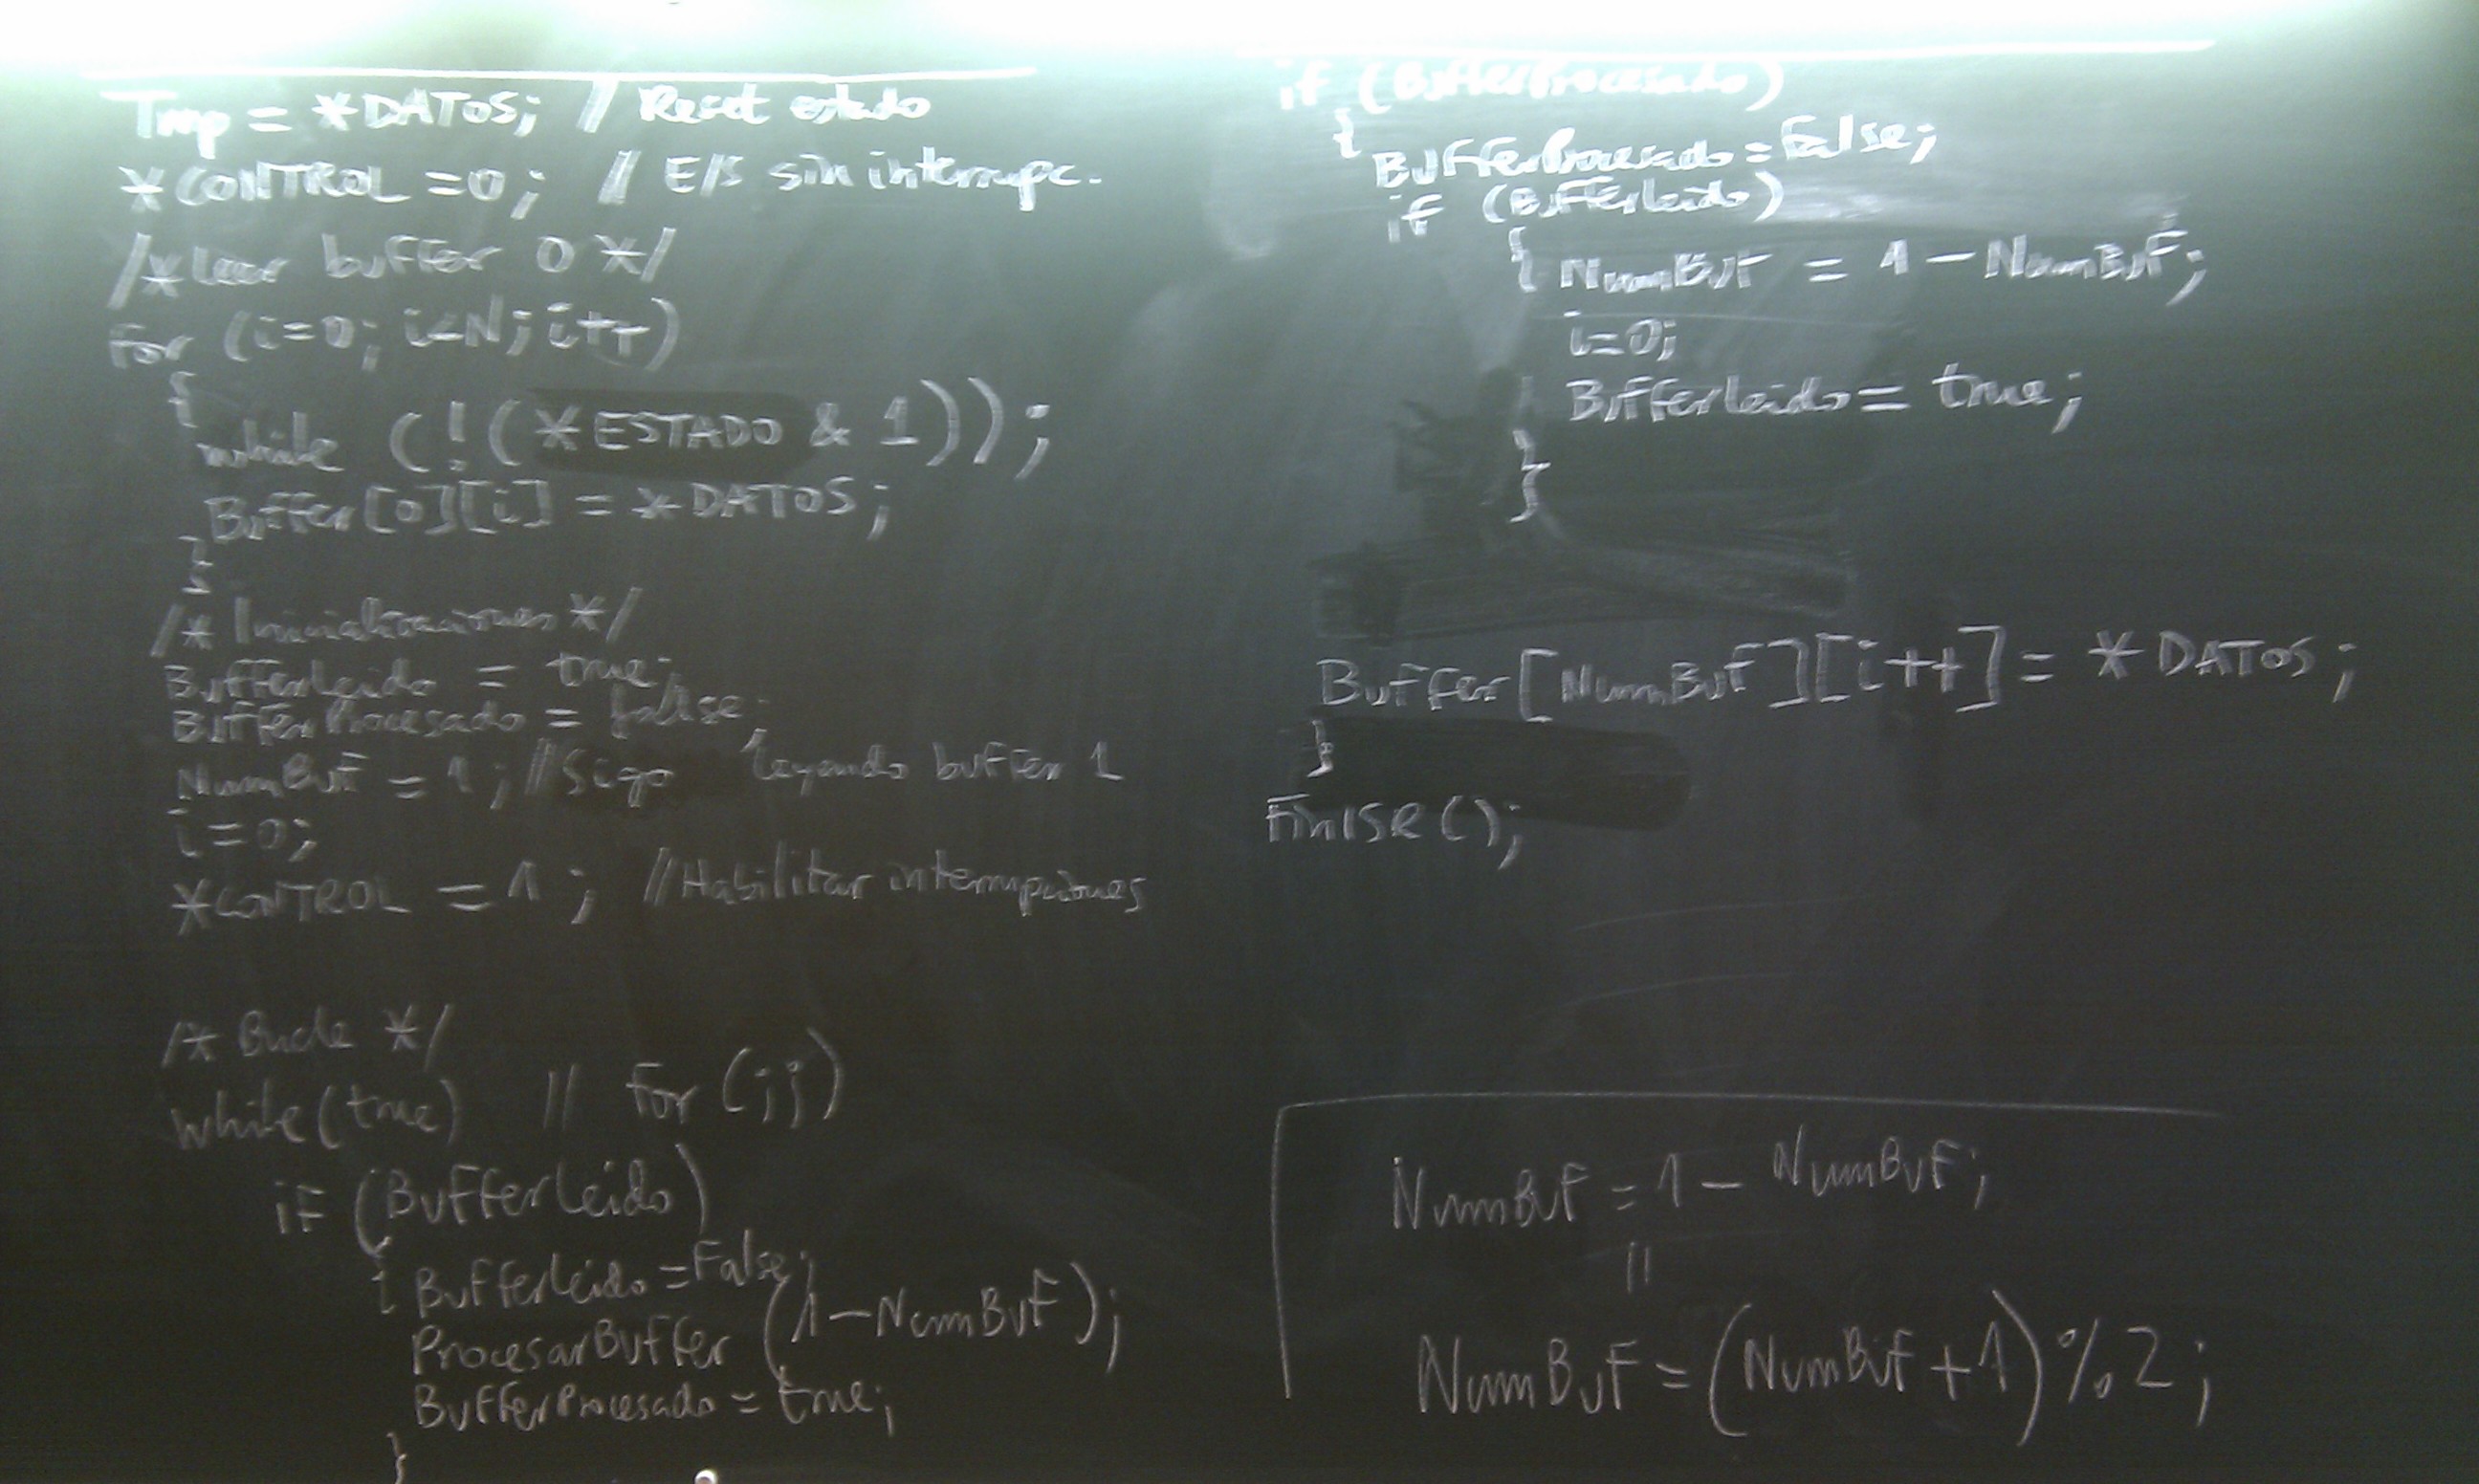 Tmp = *DATOS; // Reset estado
*CONTROL = 0; // E/S sin interrupc.
/* leer buffer 0 */
for (i=0; i<N; i++)
{
while (!(*ESTADO & 1));
Buffer[0][i] = *DATOS;
}
/* Inicializaciones */
BufferLeido = true;
BufferProcesado = false;
NumBuf = 1; // Sigo leyendo buffer 1
i=0;
*CONTROL = 1; // Habilitar interrupciones
/* Bucle */
while(true) // for (;;)
if (BufferLeido)
{ BufferLeido = False;
ProcesarBuffer (1-NumBuf);
BufferProcesado = true;
}
if (BufferProcesado)
{
BufferProcesado = False;
if (BufferLeido)
{ NumBuf = 1 - NumBuf;
i=0;
BufferLeido = true;
}
Buffer[NumBuf][i++] = *DATOS;
}
FinISR();
NumBuf = 1 - NumBuf;
||
NumBuf = (NumBuf + 1) % 2;